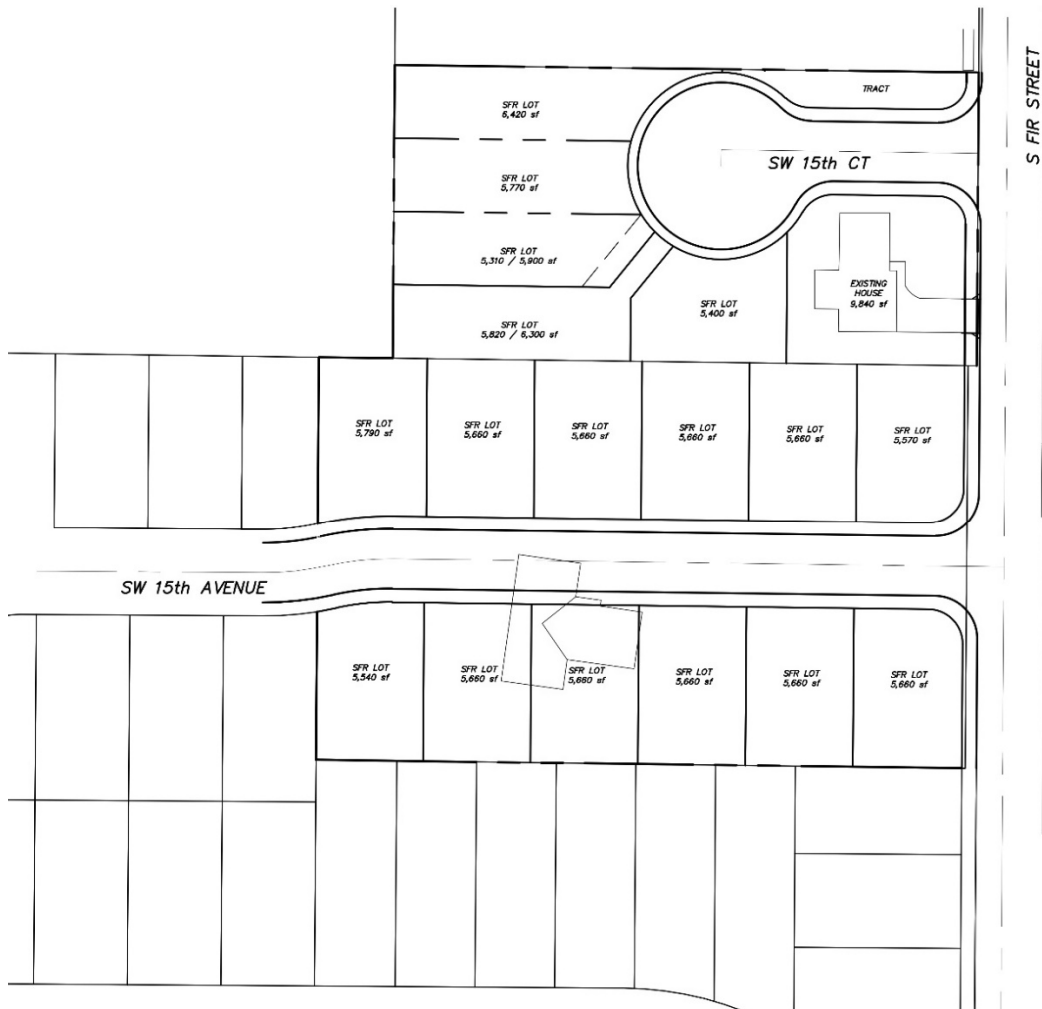 S FIR STREET
TRACT
SFR LOT
6,420 sf
SW 15th CT
SFR LOT
5,770 sf
SFR LOT
5,310 / 5,900 sf
EXISTING
HOUSE
9,840 sf
SFR LOT
5,400 sf
SFR LOT
5,820 / 6,300 sf
SFR LOT
5,790 sf
SFR LOT
5,660 sf
SFR LOT
5,660 sf
SFR LOT
5,660 sf
SFR LOT
5,660 sf
SFR LOT
5,570 sf
SW 15th AVENUE
SFR LOT
5,540 sf
SFR LOT
5,660 sf
SFR LOT
5,660 sf
SFR LOT
5,660 sf
SFR LOT
5,660 sf
SFR LOT
5,660 sf